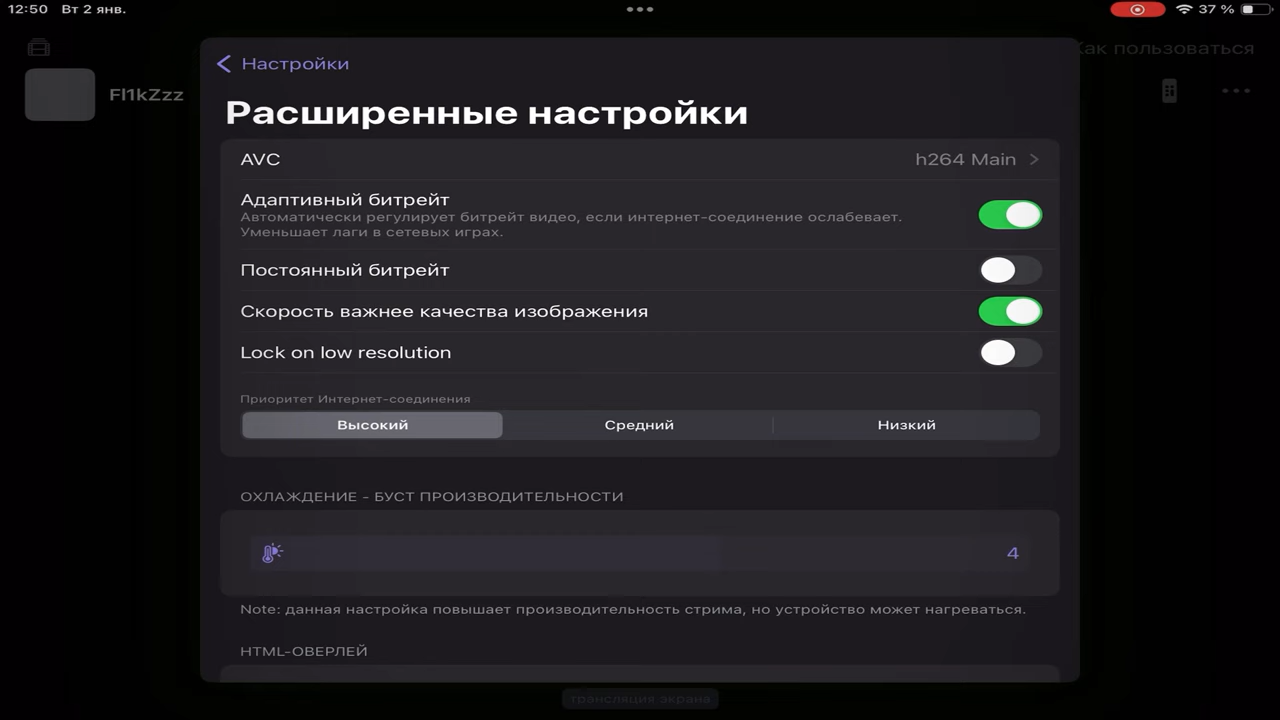 12:50 Вт 2 янв.
37 %
Как пользоваться
Fl1kZzz
Настройки
Расширенные настройки
AVC
h264 Main
Адаптивный битрейт
Автоматически регулирует битрейт видео, если интернет-соединение ослабевает.
Уменьшает лаги в сетевых играх.
Постоянный битрейт
Скорость важнее качества изображения
Lock on low resolution
Приоритет Интернет-соединения
Высокий
Средний
Низкий
ОХЛАЖДЕНИЕ - БУСТ ПРОИЗВОДИТЕЛЬНОСТИ
4
Note: данная настройка повышает производительность стрима, но устройство может нагреваться.
HTML-ОВЕРЛЕЙ
трансляция экрана